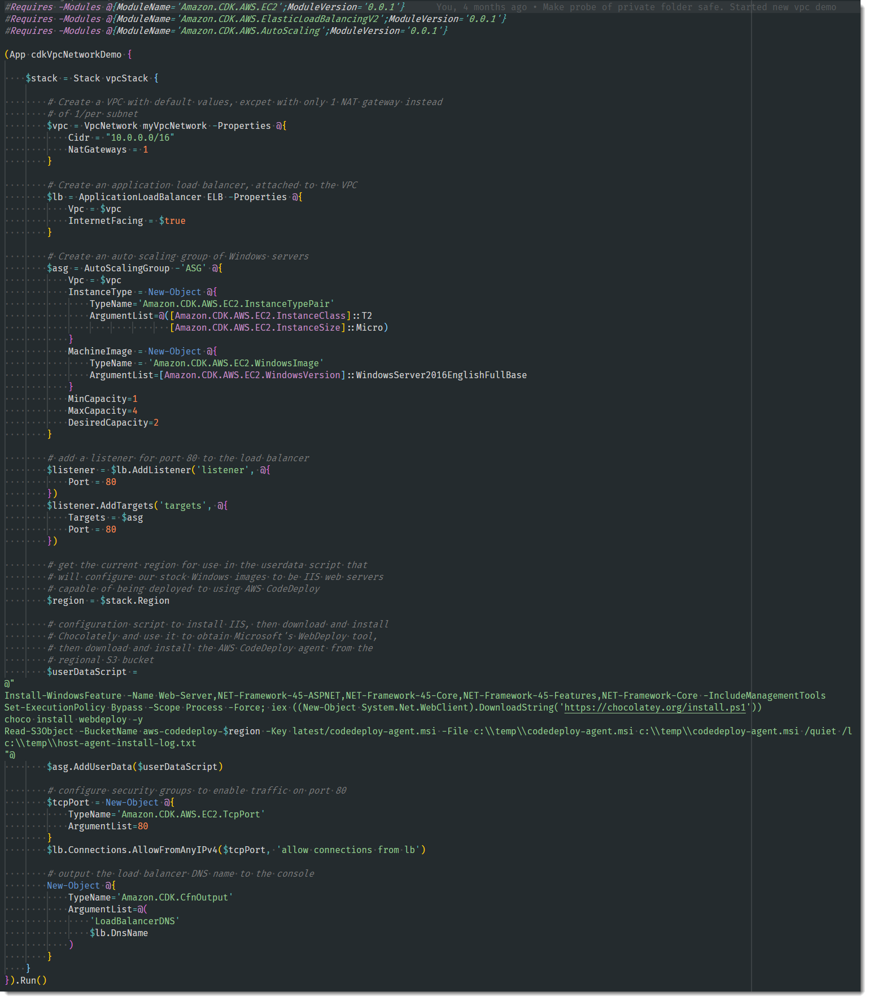 #Requires -Modules @{ModuleName='Amazon.CDK.AWS.EC2';ModuleVersion='0.0.1'}      You, 4 months ago • Make probe of private folder safe. Started new vpc demo
#Requires -Modules @{ModuleName='Amazon.CDK.AWS.ElasticLoadBalancingV2';ModuleVersion='0.0.1'}
#Requires -Modules @{ModuleName='Amazon.CDK.AWS.AutoScaling';ModuleVersion='0.0.1'}

(App cdkVpcNetworkDemo {

    $stack = Stack vpcStack {

        # Create a VPC with default values, excpet with only 1 NAT gateway instead
        # of 1/per subnet
        $vpc = VpcNetwork myVpcNetwork -Properties @{
            Cidr = "10.0.0.0/16"
            NatGateways = 1
        }

        # Create an application load balancer, attached to the VPC
        $lb = ApplicationLoadBalancer ELB -Properties @{
            Vpc = $vpc
            InternetFacing = $true
        }

        # Create an auto scaling group of Windows servers
        $asg = AutoScalingGroup -'ASG' @{
            Vpc = $vpc
            InstanceType = New-Object @{
                TypeName='Amazon.CDK.AWS.EC2.InstanceTypePair'
                ArgumentList=@([Amazon.CDK.AWS.EC2.InstanceClass]::T2
                               [Amazon.CDK.AWS.EC2.InstanceSize]::Micro)
            }
            MachineImage = New-Object @{
                TypeName = 'Amazon.CDK.AWS.EC2.WindowsImage'
                ArgumentList=[Amazon.CDK.AWS.EC2.WindowsVersion]::WindowsServer2016EnglishFullBase
            }
            MinCapacity=1
            MaxCapacity=4
            DesiredCapacity=2
        }

        # add a listener for port 80 to the load balancer
        $listener = $lb.AddListener('listener', @{
            Port = 80
        })
        $listener.AddTargets('targets', @{
            Targets = $asg
            Port = 80
        })

        # get the current region for use in the userdata script that
        # will configure our stock Windows images to be IIS web servers
        # capable of being deployed to using AWS CodeDeploy
        $region = $stack.Region

        # configuration script to install IIS, then download and install
        # Chocolately and use it to obtain Microsoft's WebDeploy tool,
        # then download and install the AWS CodeDeploy agent from the
        # regional S3 bucket
        $userDataScript =
@"
Install-WindowsFeature -Name Web-Server,NET-Framework-45-ASPNET,NET-Framework-45-Core,NET-Framework-45-Features,NET-Framework-Core -IncludeManagementTools
Set-ExecutionPolicy Bypass -Scope Process -Force; iex ((New-Object System.Net.WebClient).DownloadString('https://chocolatey.org/install.ps1'))
choco install webdeploy -y
Read-S3Object -BucketName aws-codedeploy-$region -Key latest/codedeploy-agent.msi -File c:\\temp\\codedeploy-agent.msi c:\\temp\\codedeploy-agent.msi /quiet /l
c:\\temp\\host-agent-install-log.txt
"@
        $asg.AddUserData($userDataScript)

        # configure security groups to enable traffic on port 80
        $tcpPort = New-Object @{
            TypeName='Amazon.CDK.AWS.EC2.TcpPort'
            ArgumentList=80
        }
        $lb.Connections.AllowFromAnyIPv4($tcpPort, 'allow connections from lb')

        # output the load balancer DNS name to the console
        New-Object @{
            TypeName='Amazon.CDK.CfnOutput'
            ArgumentList=@(
                'LoadBalancerDNS'
                $lb.DnsName
            )
        }
    }
}).Run()